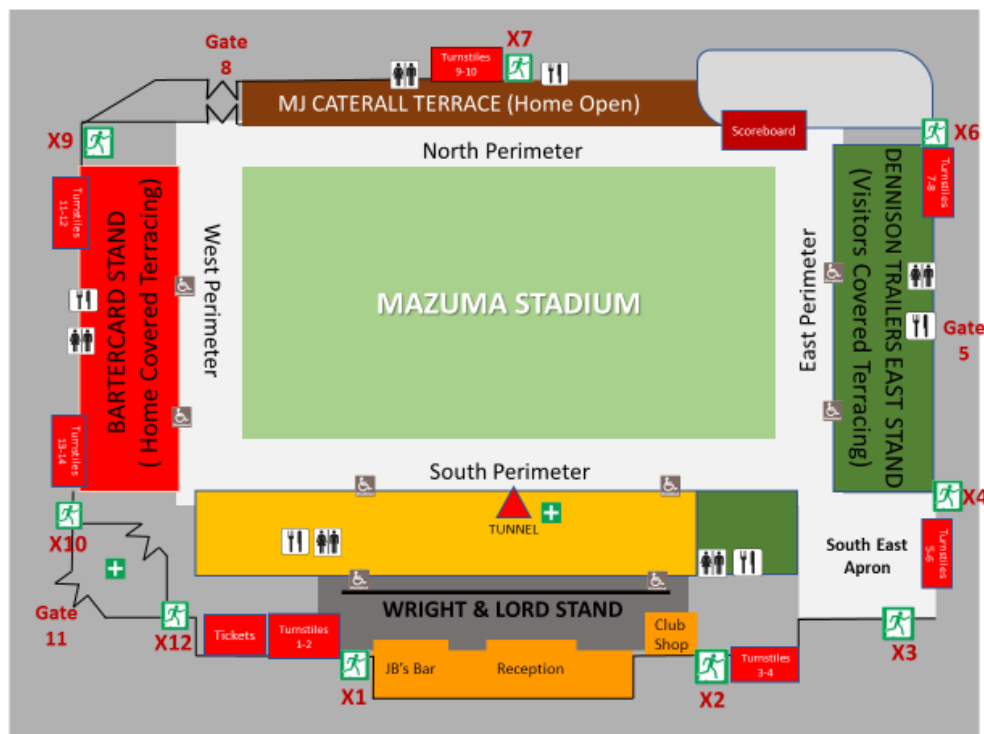 Gate
8
X7
Turnstiles
9-10
MJ CATERALL TERRACE (Home Open)
Scoreboard
X9
X6
North Perimeter
Turnstiles
11-12
Turnstiles
7-8
BARTERCARD STAND
( Home Covered Terracing)
West Perimeter
MAZUMA STADIUM
East Perimeter
DENNISON TRAILERS EAST STAND
(Visitors Covered Terracing)
Gate
5
Turnstiles
13-14
South Perimeter
X4
TUNNEL
X10
South East
Apron
Turnstiles
5-6
Gate
11
X12
WRIGHT & LORD STAND
Tickets
Turnstiles
1-2
Club
Shop
X3
JB's Bar
Reception
Turnstiles
3-4
X1
X2